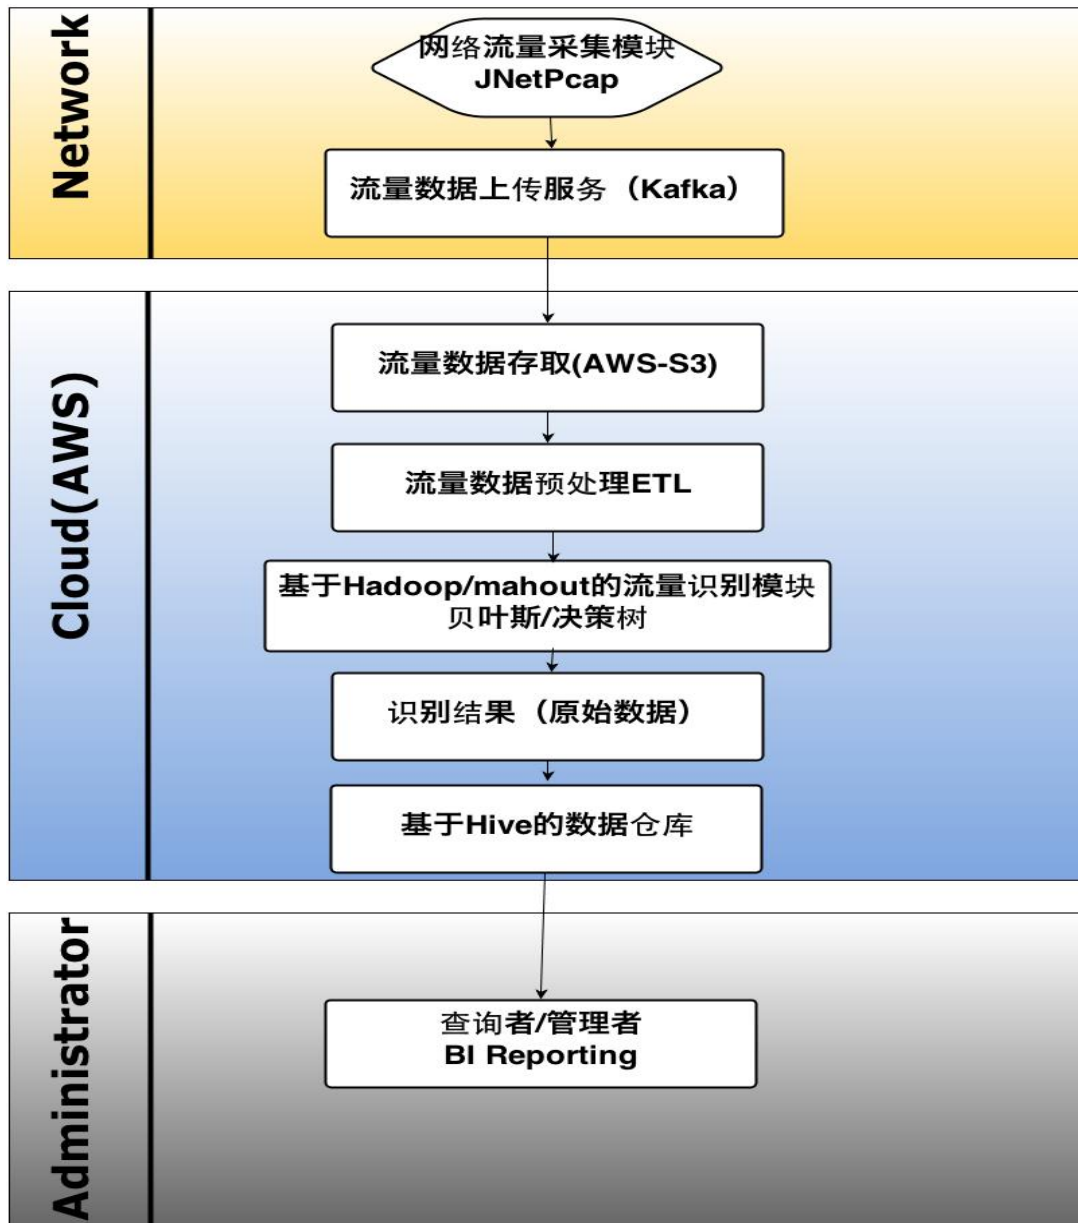 Network
网络流量采集模块
JNetPcap
流量数据上传服务（Kafka）
Cloud(AWS)
流量数据存取(AWS-S3)
流量数据预处理ETL
基于Hadoop/mahout的流量识别模块
贝叶斯/决策树
识别结果（原始数据）
基于Hive的数据仓库
Administrator
查询者/管理者
BI Reporting